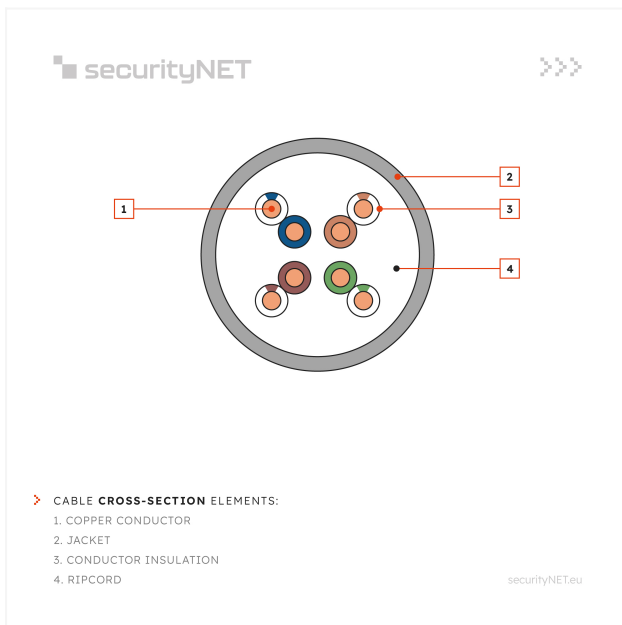 securityNET
1
2
3
4
CABLE CROSS-SECTION ELEMENTS:
1. COPPER CONDUCTOR
2. JACKET
3. CONDUCTOR INSULATION
4. RIPCORD
securityNET.eu